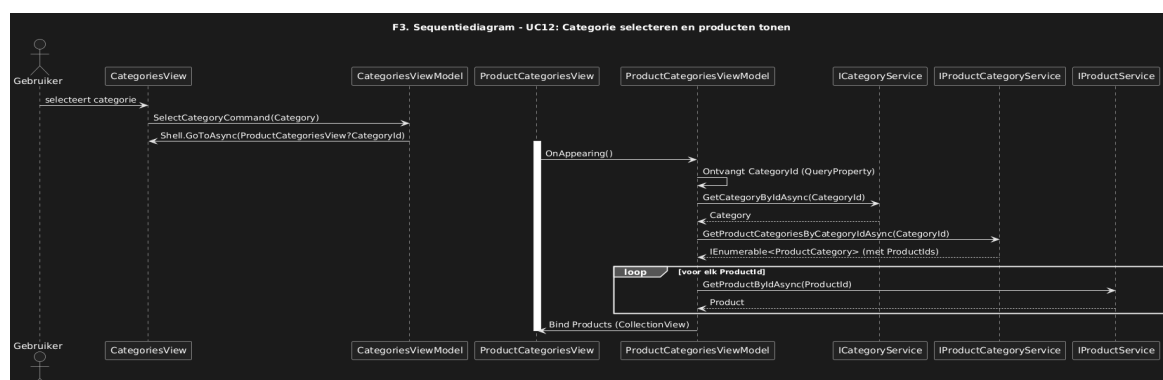 F3. Sequentiediagram - UC12: Categorie selecteren en producten tonen
Gebruiker
CategoriesView
CategoriesViewModel
ProductCategoriesView
ProductCategoriesViewModel
ICategoryService
IProductCategoryService
IProductService
selecteert categorie
SelectCategoryCommand(Category)
Shell.GoToAsync(ProductCategoriesView?CategoryId)
OnAppearing()
Ontvangt CategoryId (QueryProperty)
GetCategoryByIdAsync(CategoryId)
Category
GetProductCategoriesByCategoryIdAsync(CategoryId)
IEnumerable<ProductCategory> (met ProductIds)
loop [voor elk ProductId]
GetProductByIdAsync(ProductId)
Product
Bind Products (CollectionView)
Gebruiker
CategoriesView
CategoriesViewModel
ProductCategoriesView
ProductCategoriesViewModel
ICategoryService
IProductCategoryService
IProductService